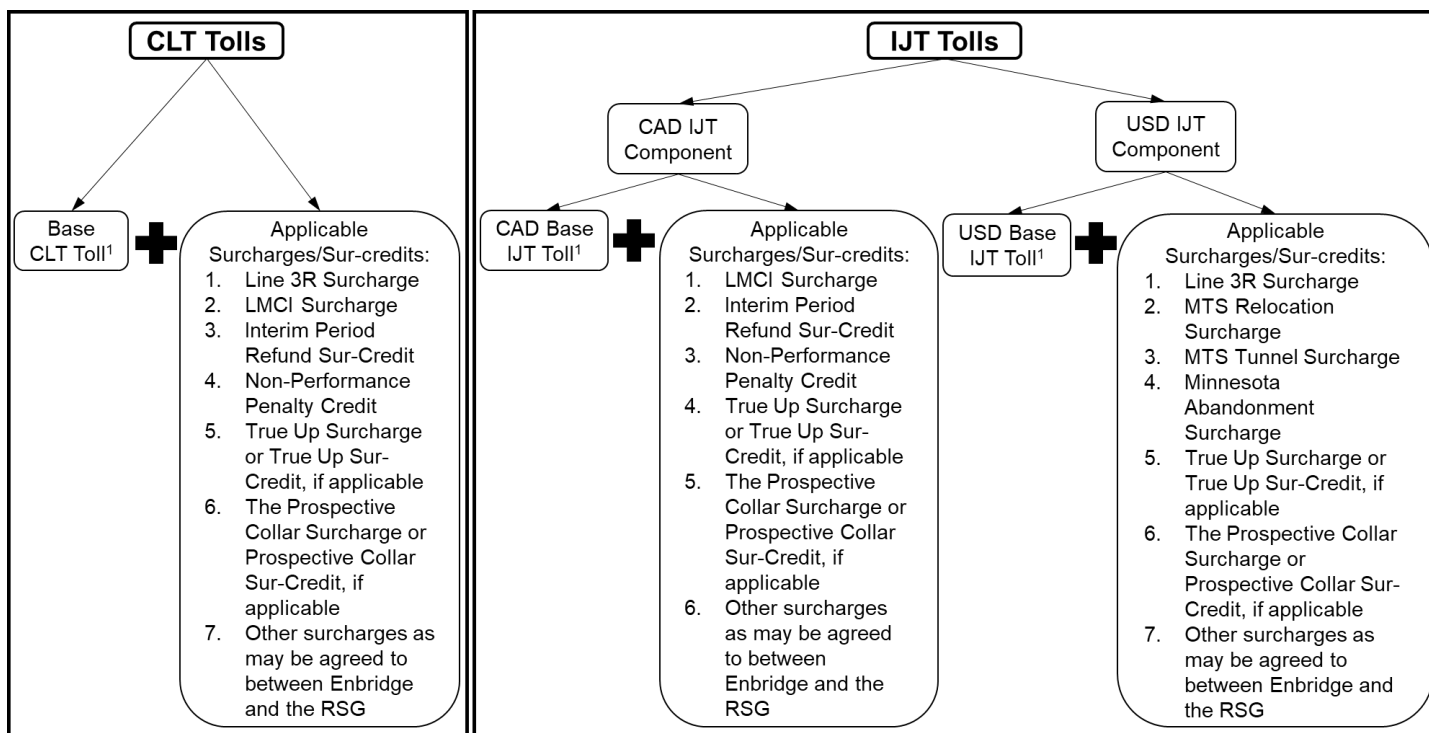 CLT Tolls
Base
CLT Toll¹
Applicable
Surcharges/Sur-credits:
1. Line 3R Surcharge
2. LMCI Surcharge
3. Interim Period
Refund Sur-Credit
4. Non-Performance
Penalty Credit
5. True Up Surcharge
or True Up Sur-
Credit, if applicable
6. The Prospective
Collar Surcharge or
Prospective Collar
Sur-Credit, if
applicable
7. Other surcharges as
may be agreed to
between Enbridge
and the RSG
IJT Tolls
CAD IJT
Component
CAD Base
IJT Toll¹
Applicable
Surcharges/Sur-credits:
1. LMCI Surcharge
2. Interim Period
Refund Sur-Credit
3. Non-Performance
Penalty Credit
4. True Up Surcharge
or True Up Sur-
Credit, if applicable
5. The Prospective
Collar Surcharge or
Prospective Collar
Sur-Credit, if
applicable
6. Other surcharges
as may be agreed
to between
Enbridge and the
RSG
USD IJT
Component
USD Base
IJT Toll¹
Applicable
Surcharges/Sur-credits:
1. Line 3R Surcharge
2. MTS Relocation
Surcharge
3. MTS Tunnel Surcharge
4. Minnesota
Abandonment
Surcharge
5. True Up Surcharge or
True Up Sur-Credit, if
applicable
6. The Prospective Collar
Surcharge or
Prospective Collar Sur-
Credit, if applicable
7. Other surcharges as
may be agreed to
between Enbridge and
the RSG